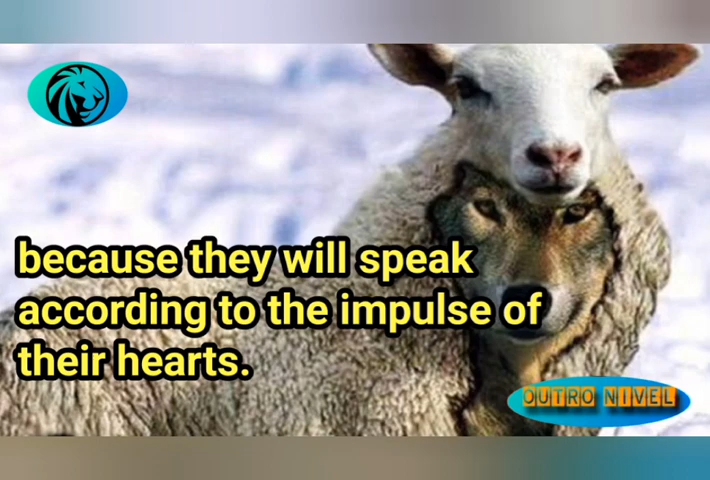 because they will speak
according to the impulse of
their hearts.
OUTRO NIVEL